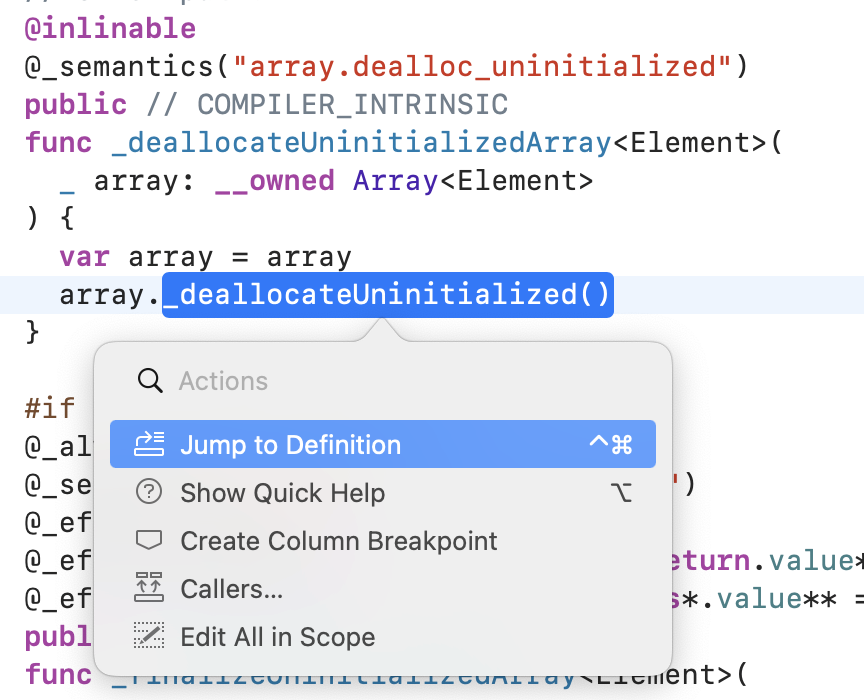 @inlinable
@_semantics("array.dealloc_uninitialized")
public // COMPILER_INTRINSIC
func _deallocateUninitializedArray<Element>(
_ array: __owned Array<Element>
) {
var array = array
array._deallocateUninitialized()
}
Actions
#if
Jump to Definition ^⌘
@_al
Show Quick Help ⌥
@_se ")
@_ef
Create Column Breakpoint
@_ef eturn.value*
Callers...
@_ef s*.value** =
Edit All in Scope
publ
func _finalizeUninitializedArray<Element>(